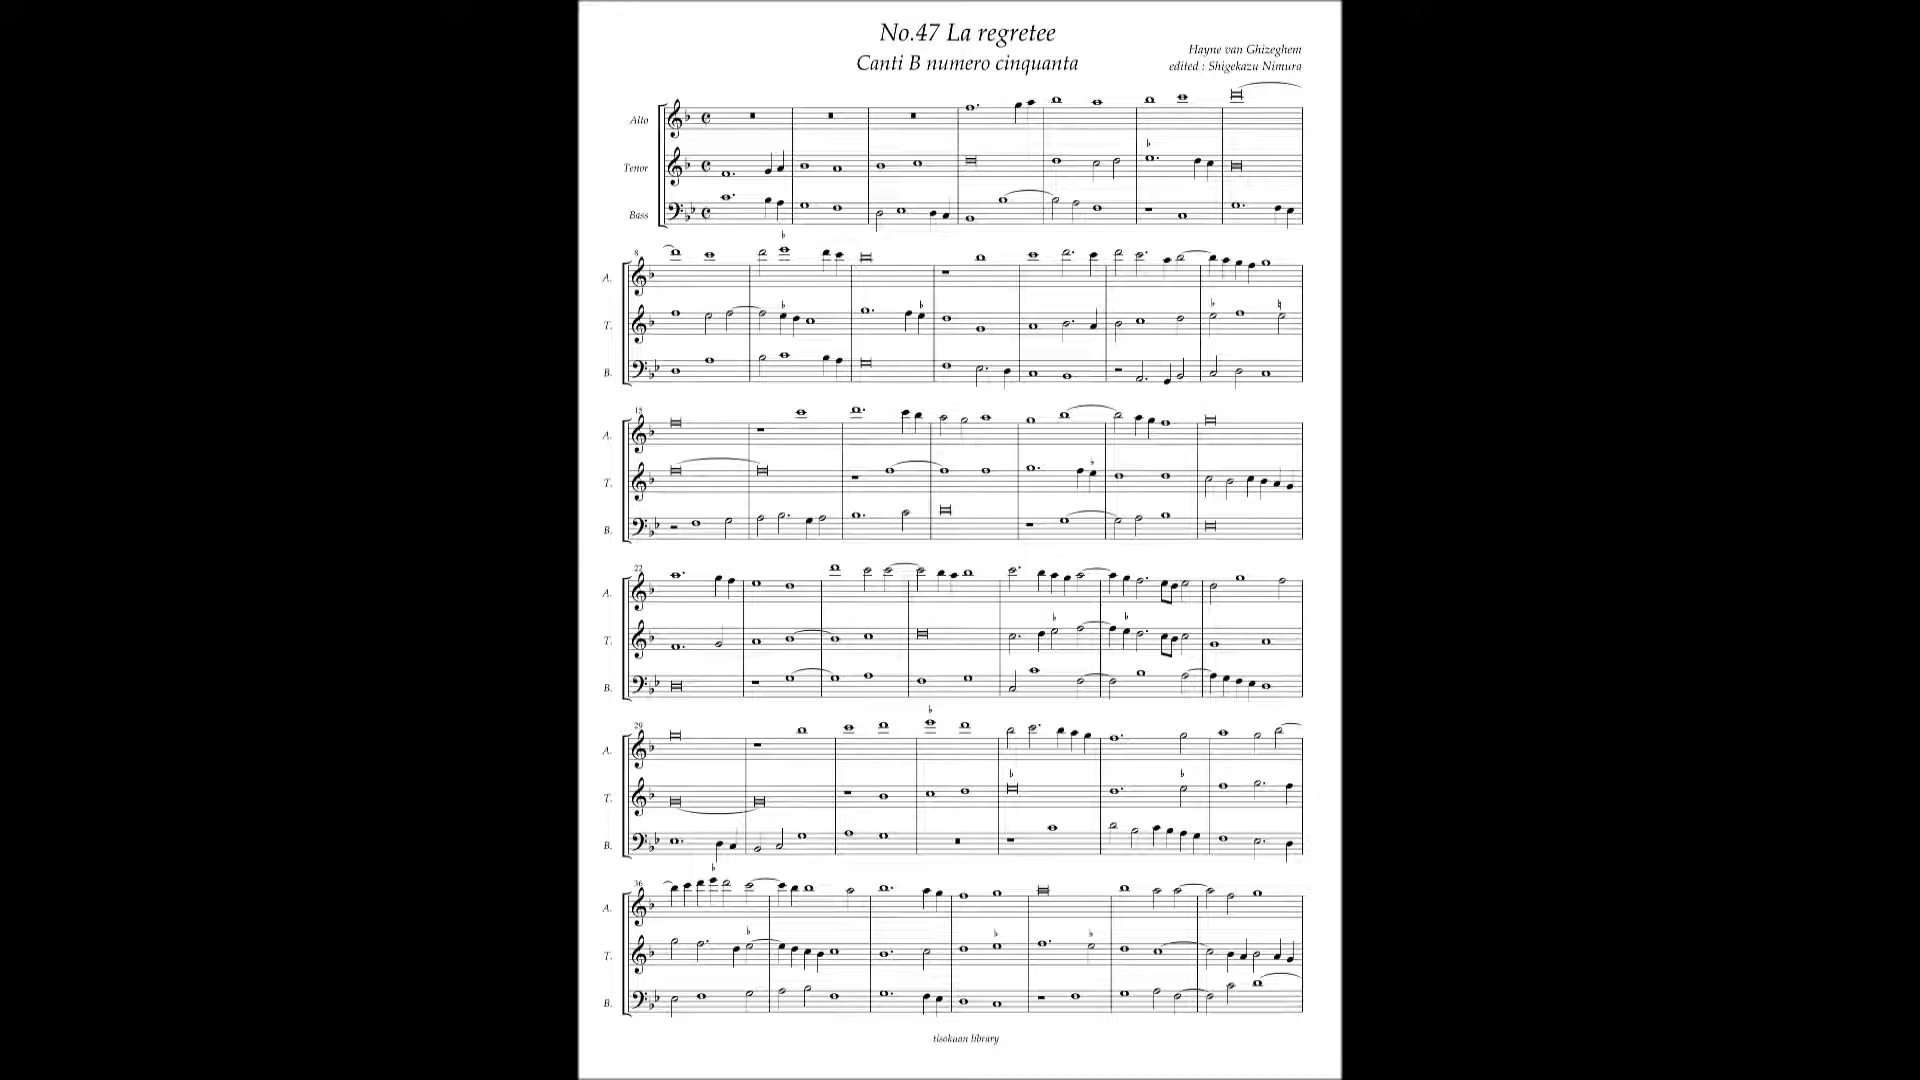 No.47 La regretee
Canti B numero cinquanta
Hayne van Ghizeghem
edited : Shigekazu Nimura
Alto
Tenor
Bass
8
A.
T.
B.
15
A.
T.
B.
22
A.
T.
B.
29
A.
T.
B.
36
A.
T.
B.
tisokuan library